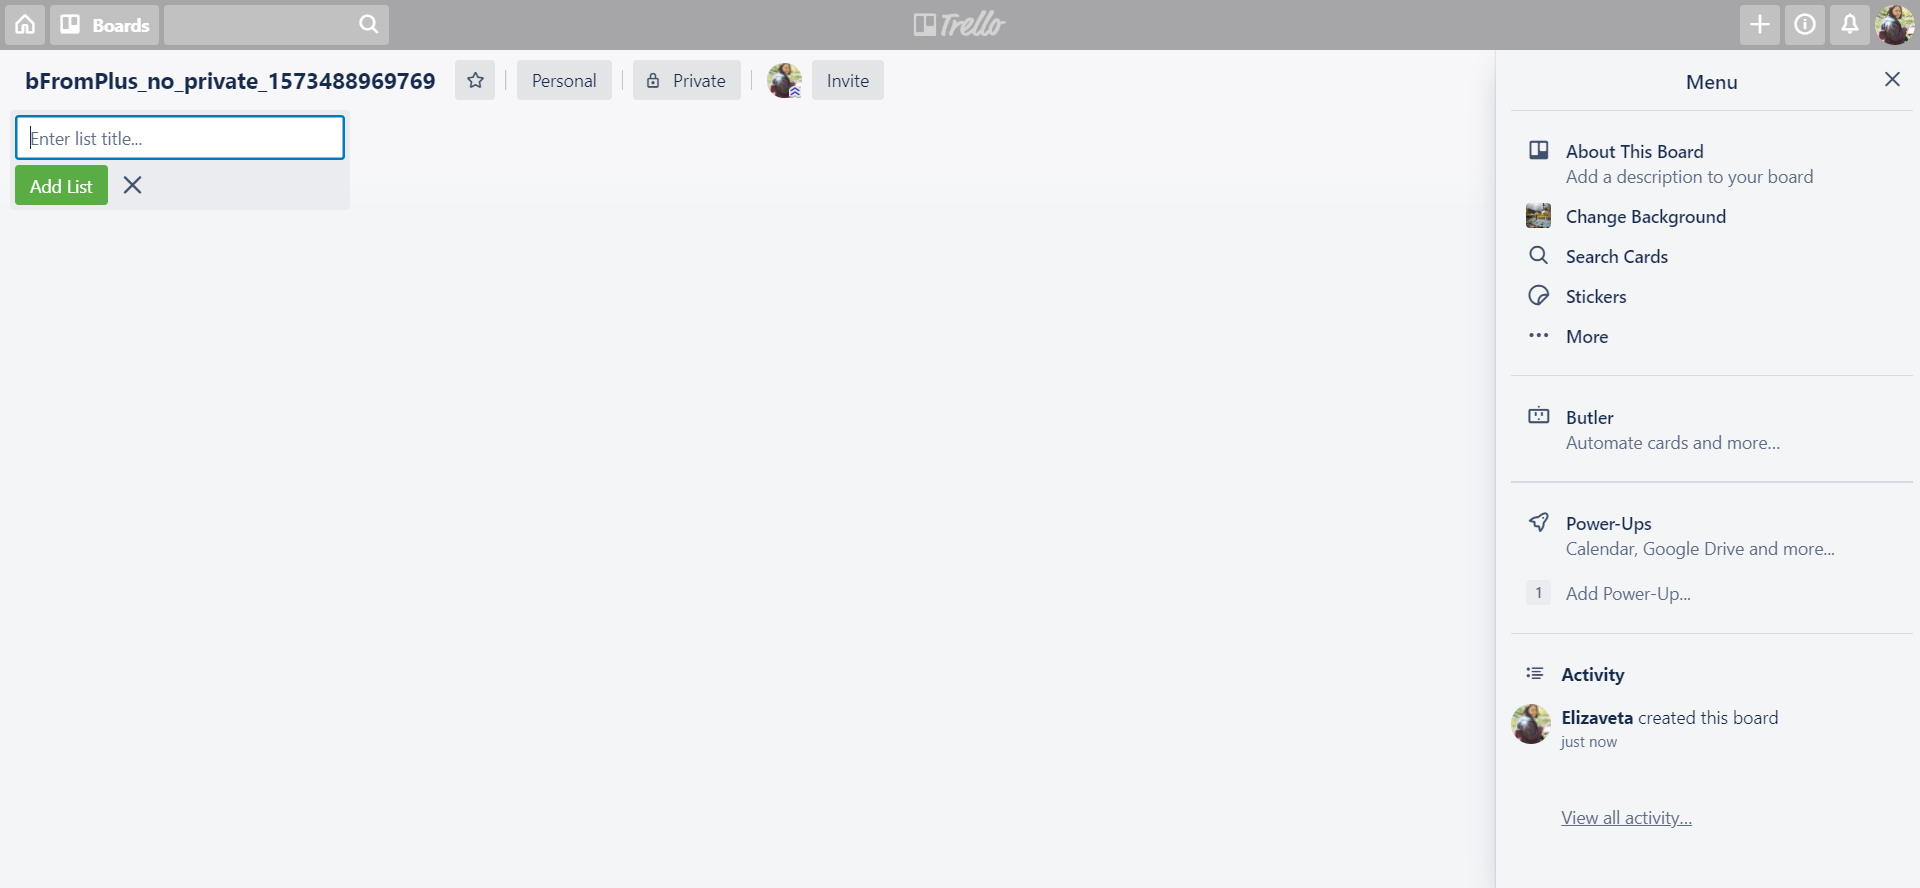 Boards
Trello
bFromPlus_no_private_1573488969769
Personal
Private
Invite
Enter list title...
Add List
Menu
About This Board
Add a description to your board
Change Background
Search Cards
Stickers
More
Butler
Automate cards and more...
Power-Ups
Calendar, Google Drive and more...
1 Add Power-Up...
Activity
Elizaveta created this board
just now
View all activity...